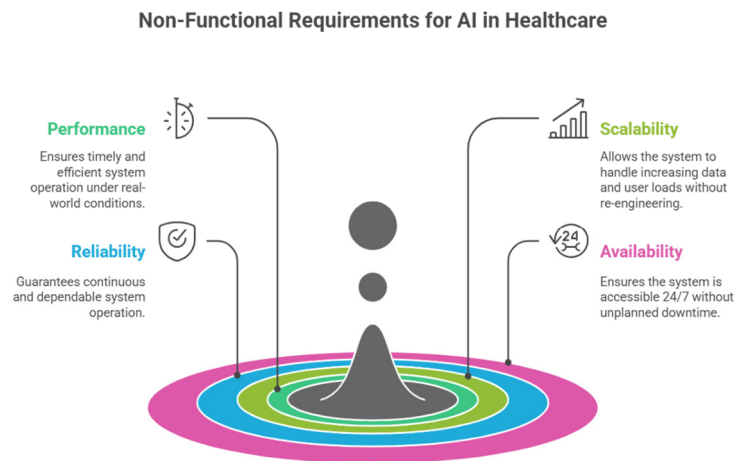 Non-Functional Requirements for AI in Healthcare
Performance
Ensures timely and
efficient system
operation under real-
world conditions.
Scalability
Allows the system to
handle increasing data
and user loads without
re-engineering.
Reliability
Guarantees continuous
and dependable system
operation.
24
Availability
Ensures the system is
accessible 24/7 without
unplanned downtime.